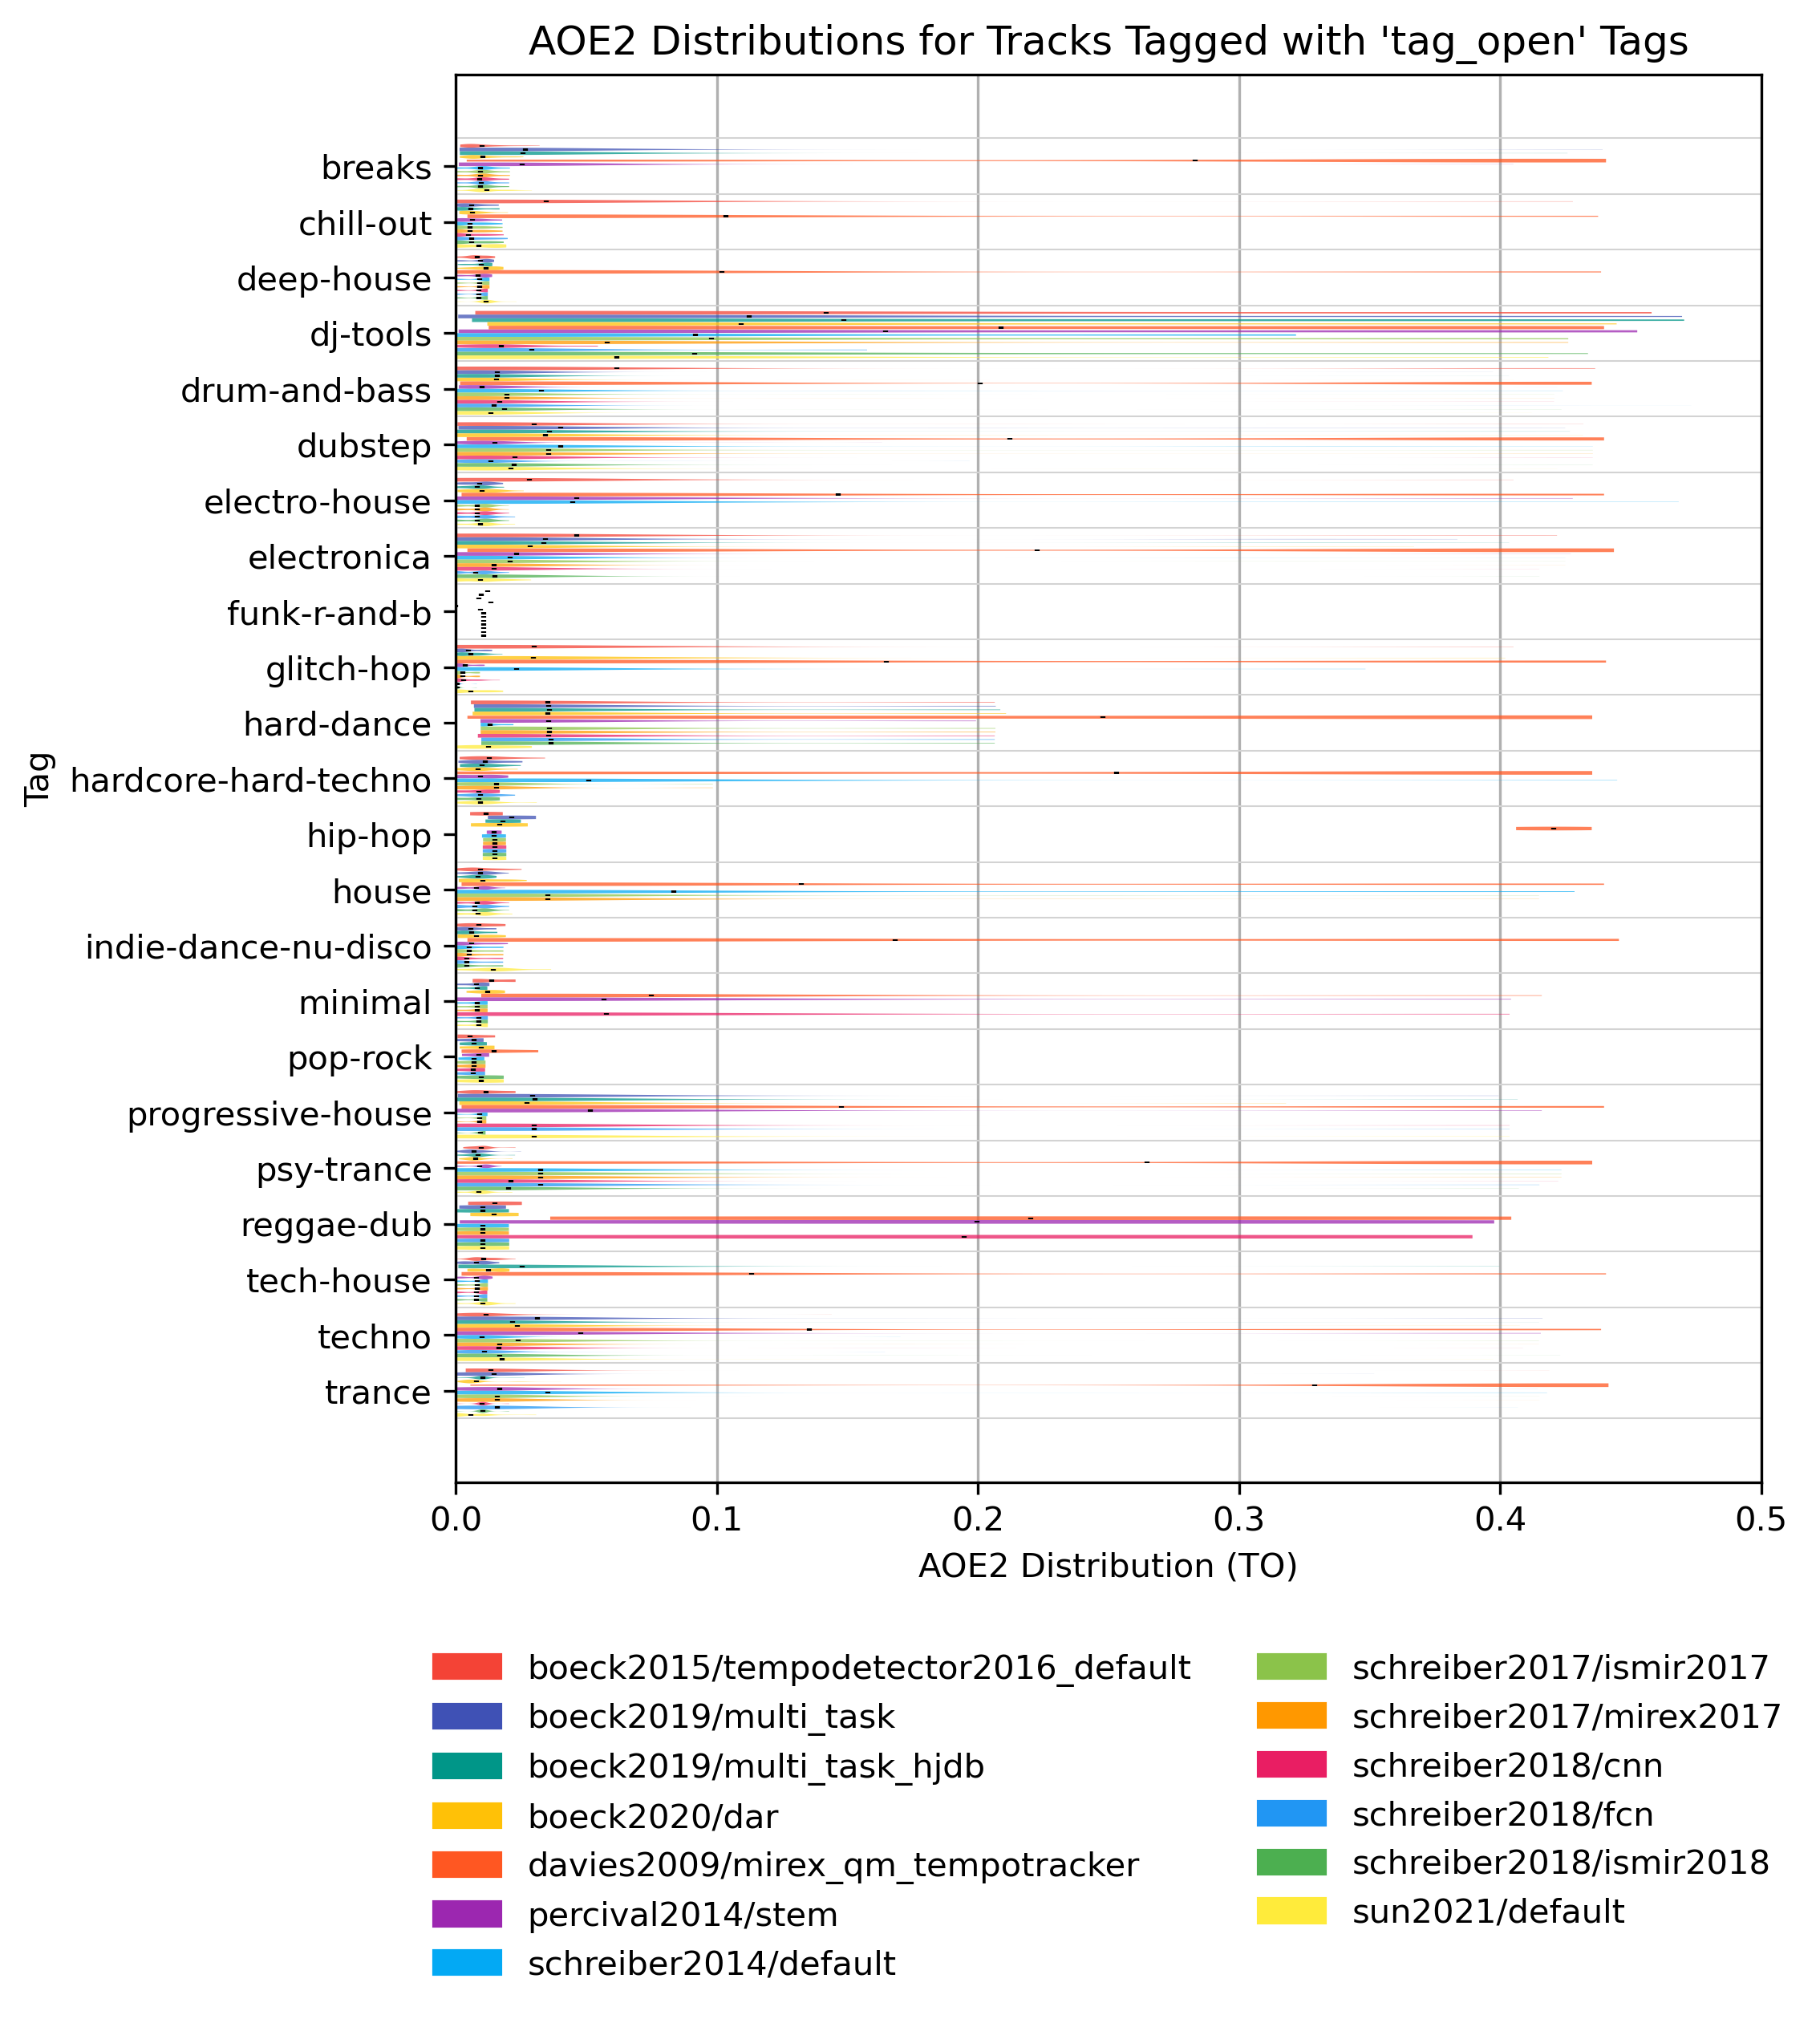 AOE2 Distributions for Tracks Tagged with 'tag_open' Tags
breaks
chill-out
deep-house
dj-tools
drum-and-bass
dubstep
electro-house
electronica
funk-r-and-b
glitch-hop
hard-dance
hardcore-hard-techno
hip-hop
house
indie-dance-nu-disco
minimal
pop-rock
progressive-house
psy-trance
reggae-dub
tech-house
techno
trance
Tag
0.0 0.1 0.2 0.3 0.4 0.5
AOE2 Distribution (TO)
boeck2015/tempodetector2016_default
boeck2019/multi_task
boeck2019/multi_task_hjdb
boeck2020/dar
davies2009/mirex_qm_tempotracker
percival2014/stem
schreiber2014/default
schreiber2017/ismir2017
schreiber2017/mirex2017
schreiber2018/cnn
schreiber2018/fcn
schreiber2018/ismir2018
sun2021/default